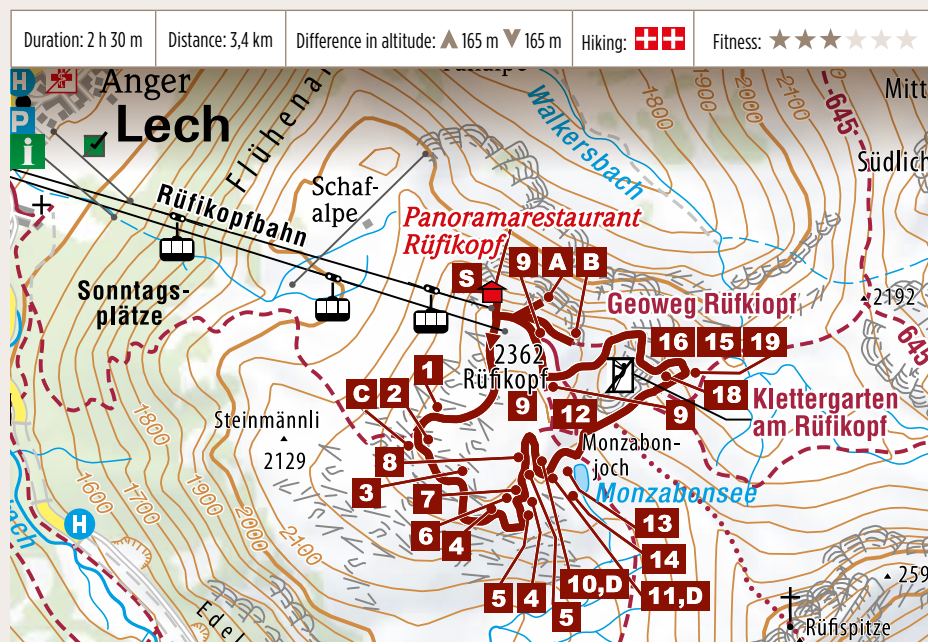 Duration: 2 h 30 m
Distance: 3,4 km
Difference in altitude: 165 m 165 m
Hiking:
Fitness:
H
Anger
P
Lech
i
Flühena
Walkersbach
1800
1900
2000
2100
-645
Mitt
Südlich
Rüfikopfbahn
Schaf-
alpe
Panoramarestaurant
Rüfikopf
S
9
A
B
Sonntags-
plätze
Geoweg Rüfkiopf
2192
645
2362
Rüfikopf
16
15
19
1
C
2
9
12
9
18
Klettergarten
am Rüfikopf
Steinmännli
2129
Monzabon-
joch
8
3
7
Monzabonsee
1800
1700
1600
1900
2000
2100
H
6
4
13
14
5
4
10,D
11,D
5
259
ech
Edel
Rüfispitze